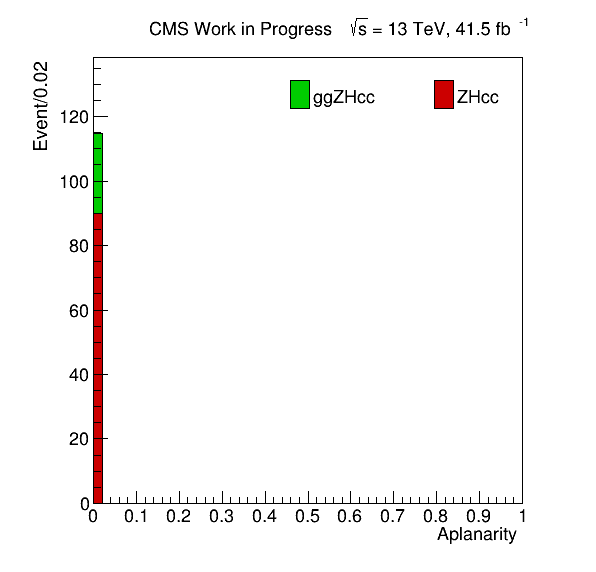 CMS Work in Progress √s = 13 TeV, 41.5 fb -1
Event/0.02
ggZHcc ZHcc
120
100
80
60
40
20
0
0 0.1 0.2 0.3 0.4 0.5 0.6 0.7 0.8 0.9 1
Aplanarity